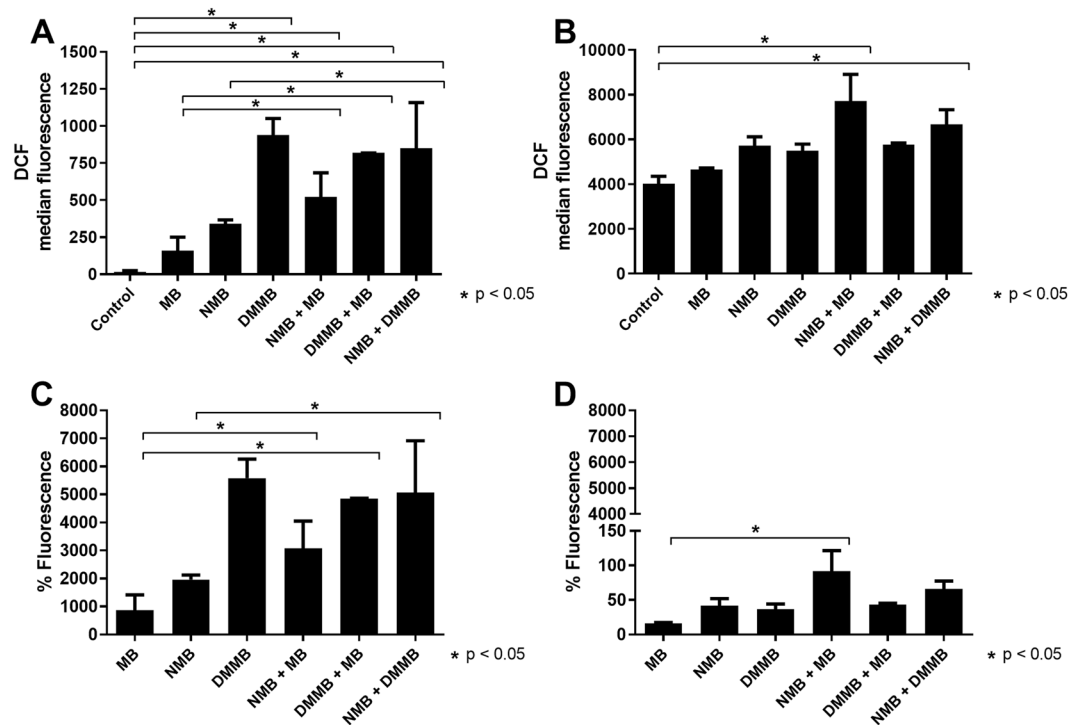 A
*
*
*
*
*
*
*
DCF
median fluorescence
1500
1250
1000
750
500
250
0
Control
MB
NMB
DMMB
NMB + MB
DMMB + MB
NMB + DMMB
* p < 0.05
B
*
*
DCF
median fluorescence
10000
8000
6000
4000
2000
0
Control
MB
NMB
DMMB
NMB + MB
DMMB + MB
NMB + DMMB
* p < 0.05
C
*
*
*
% Fluorescence
8000
7000
6000
5000
4000
3000
2000
1000
0
MB
NMB
DMMB
NMB + MB
DMMB + MB
NMB + DMMB
* p < 0.05
D
*
% Fluorescence
8000
7000
6000
5000
4000
150
100
50
0
MB
NMB
DMMB
NMB + MB
DMMB + MB
NMB + DMMB
* p < 0.05